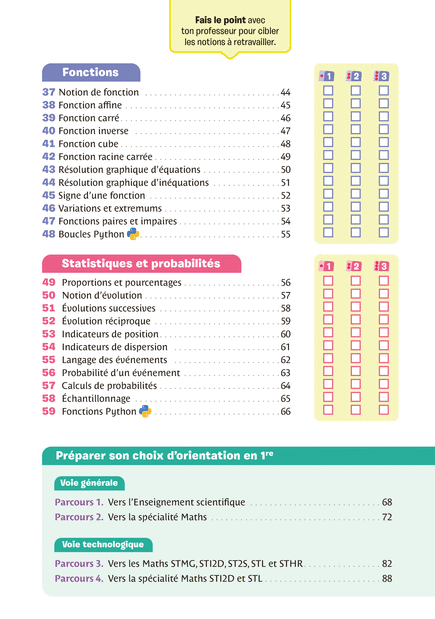 Fais le point avec
ton professeur pour cibler
les notions à retravailler.
Fonctions
1 2 3
37 Notion de fonction 44
38 Fonction affine 45
39 Fonction carré 46
40 Fonction inverse 47
41 Fonction cube 48
42 Fonction racine carrée 49
43 Résolution graphique d'équations 50
44 Résolution graphique d'inéquations 51
45 Signe d'une fonction 52
46 Variations et extremums 53
47 Fonctions paires et impaires 54
48 Boucles Python 55
Statistiques et probabilités
1 2 3
49 Proportions et pourcentages 56
50 Notion d'évolution 57
51 Évolutions successives 58
52 Évolution réciproque 59
53 Indicateurs de position 60
54 Indicateurs de dispersion 61
55 Langage des événements 62
56 Probabilité d'un événement 63
57 Calculs de probabilités 64
58 Échantillonnage 65
59 Fonctions Python 66
Préparer son choix d'orientation en 1re
Voie générale
Parcours 1. Vers l'Enseignement scientifique 68
Parcours 2. Vers la spécialité Maths 72
Voie technologique
Parcours 3. Vers les Maths STMG, STI2D, ST2S, STL et STHR 82
Parcours 4. Vers la spécialité Maths STI2D et STL 88